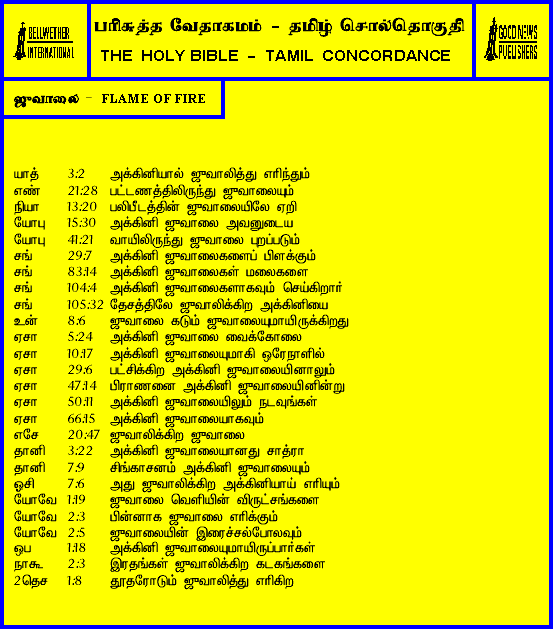 BELLWETHER INTERNATIONAL
பரிசுத்த வேதாகமம் - தமிழ் சொல்தொகுதி
THE HOLY BIBLE - TAMIL CONCORDANCE
GOOD NEWS PUBLISHERS
ஜுவாலை - FLAME OF FIRE
யாத் 3:2 அக்கினியால் ஜுவாலித்து எரிந்தும்
எண் 21:28 பட்டணத்திலிருந்து ஜுவாலையும்
நியா 13:20 பலிபீடத்தின் ஜுவாலையிலே ஏறி
யோபு 15:30 அக்கினி ஜுவாலை அவனுடைய
யோபு 41:21 வாயிலிருந்து ஜுவாலை புறப்படும்
சங் 29:7 அக்கினி ஜுவாலைகளைப் பிளக்கும்
சங் 83:14 அக்கினி ஜுவாலைகள் மலைகளை
சங் 104:4 அக்கினி ஜுவாலைகளாகவும் செய்கிறார்
சங் 105:32 தேசத்திலே ஜுவாலிக்கிற அக்கினியை
உன் 8:6 ஜுவாலை கடும் ஜுவாலையுமாயிருக்கிறது
ஏசா 5:24 அக்கினி ஜுவாலை வைக்கோலை
ஏசா 10:17 அக்கினி ஜுவாலையுமாகி ஒரேநாளில்
ஏசா 29:6 பட்சிக்கிற அக்கினி ஜுவாலையினாலும்
ஏசா 47:14 பிராணனை அக்கினி ஜுவாலையினின்று
ஏசா 50:11 அக்கினி ஜுவாலையிலும் நடவுங்கள்
ஏசா 66:15 அக்கினி ஜுவாலையாகவும்
எசே 20:47 ஜுவாலிக்கிற ஜுவாலை
தானி 3:22 அக்கினி ஜுவாலையானது சாத்ரா
தானி 7:9 சிங்காசனம் அக்கினி ஜுவாலையும்
ஒசி 7:6 அது ஜுவாலிக்கிற அக்கினியாய் எரியும்
யோவே 1:19 ஜுவாலை வெளியின் விருட்சங்களை
யோவே 2:3 பின்னாக ஜுவாலை எரிக்கும்
யோவே 2:5 ஜுவாலையின் இரைச்சல்போலவும்
ஒப 1:18 அக்கினி ஜுவாலையுமாயிருப்பார்கள்
நாகூ 2:3 இரதங்கள் ஜுவாலிக்கிற கடகங்களை
2தெச 1:8 தூதரோடும் ஜுவாலித்து எரிகிற